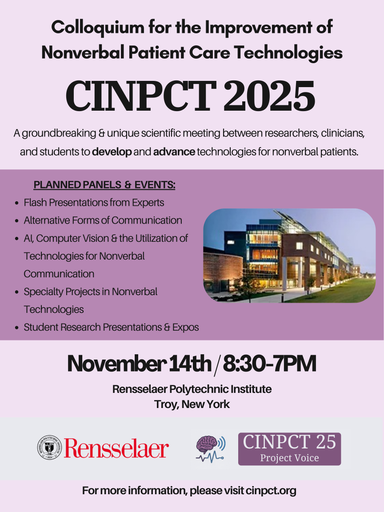 Colloquium for the Improvement of
Nonverbal Patient Care Technologies
CINPCT 2025
A groundbreaking & unique scientific meeting between researchers, clinicians,
and students to develop and advance technologies for nonverbal patients.
PLANNED PANELS & EVENTS:
• Flash Presentations from Experts
• Alternative Forms of Communication
• AI, Computer Vision & the Utilization of
Technologies for Nonverbal
Communication
• Specialty Projects in Nonverbal
Technologies
• Student Research Presentations & Expos
November 14th / 8:30-7PM
Rensselaer Polytechnic Institute
Troy, New York
Rensselaer
CINPCT 25
Project Voice
For more information, please visit cinpct.org